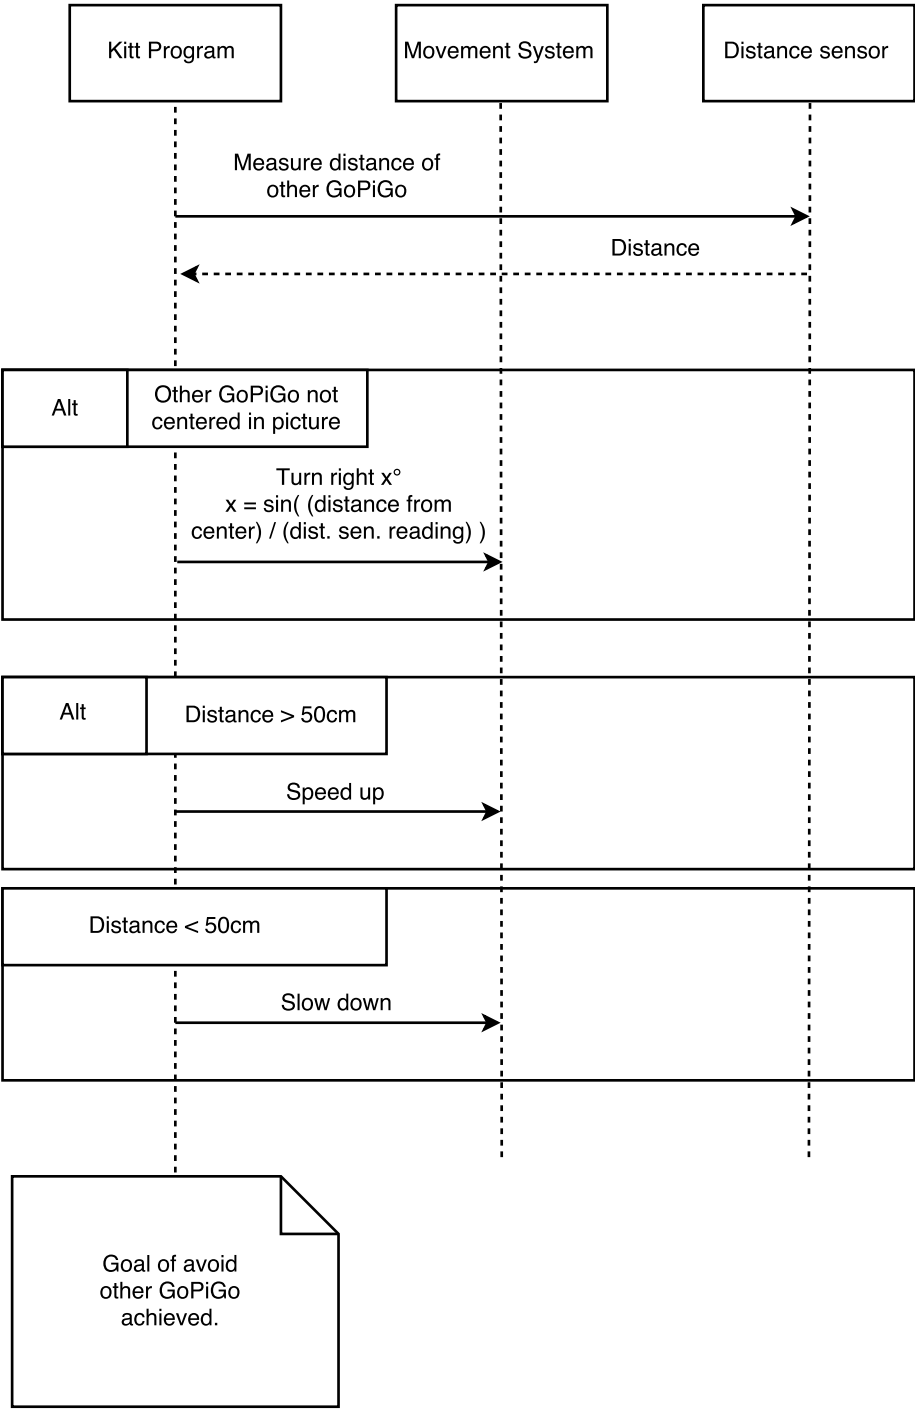 Kitt Program
Movement System
Distance sensor
Measure distance of
other GoPiGo
Distance
Alt
Other GoPiGo not
centered in picture
Turn right x°
x = sin( (distance from
center) / (dist. sen. reading) )
Alt
Distance > 50cm
Speed up
Distance < 50cm
Slow down
Goal of avoid
other GoPiGo
achieved.